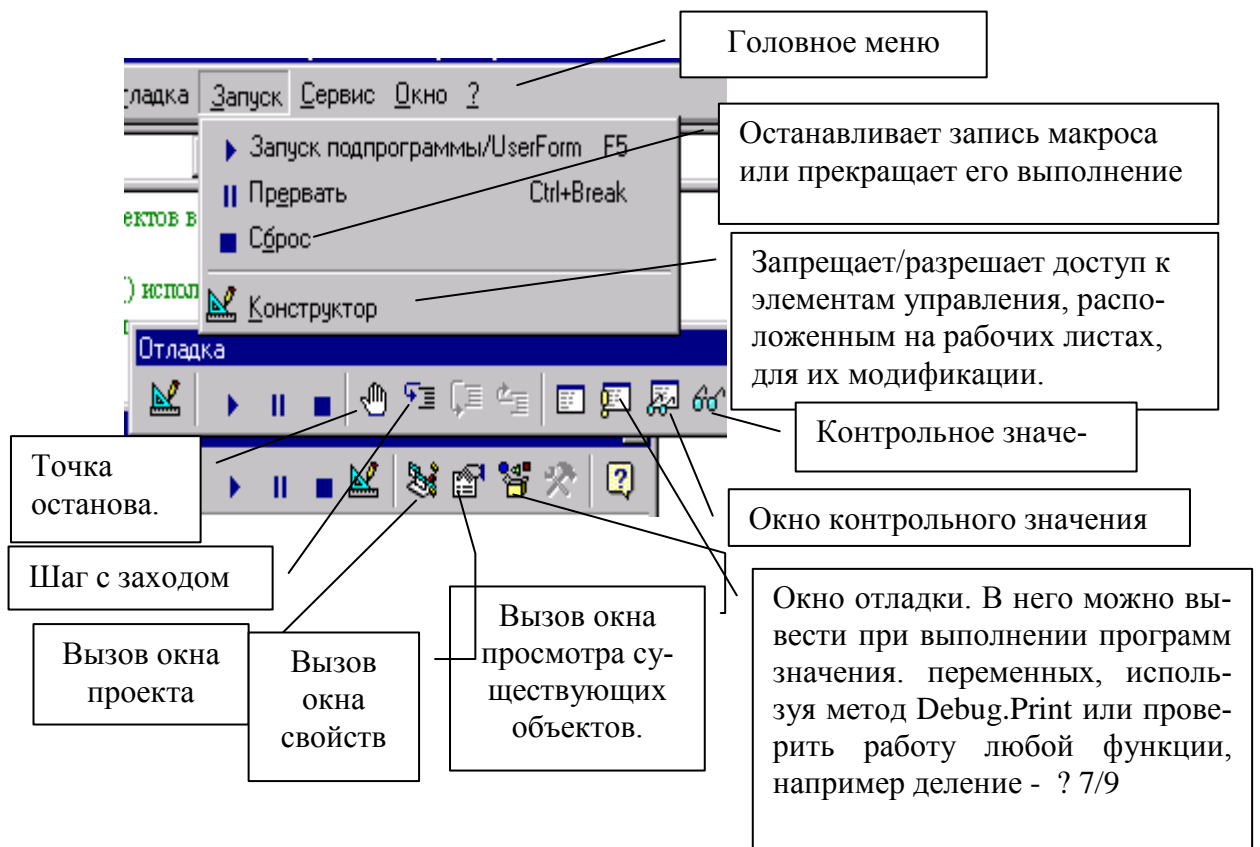 Головное меню
тладка Запуск Сервис Окно ?
Запуск подпрограммы/UserForm F5
Прервать Ctrl+Break
Сброс
Конструктор
Останавливает запись макроса
или прекращает его выполнение
ектов в
) испол
Запрещает/разрешает доступ к
элементам управления, распо-
ложенным на рабочих листах,
для их модификации.
Отладка
Контрольное значе-
Точка
останова.
Окно контрольного значения
Шаг с заходом
Вызов окна
проекта
Вызов
окна
свойств
Вызов окна
просмотра су-
ществующих
объектов.
Окно отладки. В него можно вы-
вести при выполнении программ
значения. переменных, исполь-
зуя метод Debug.Print или прове-
рить работу любой функции,
например деление - ? 7/9